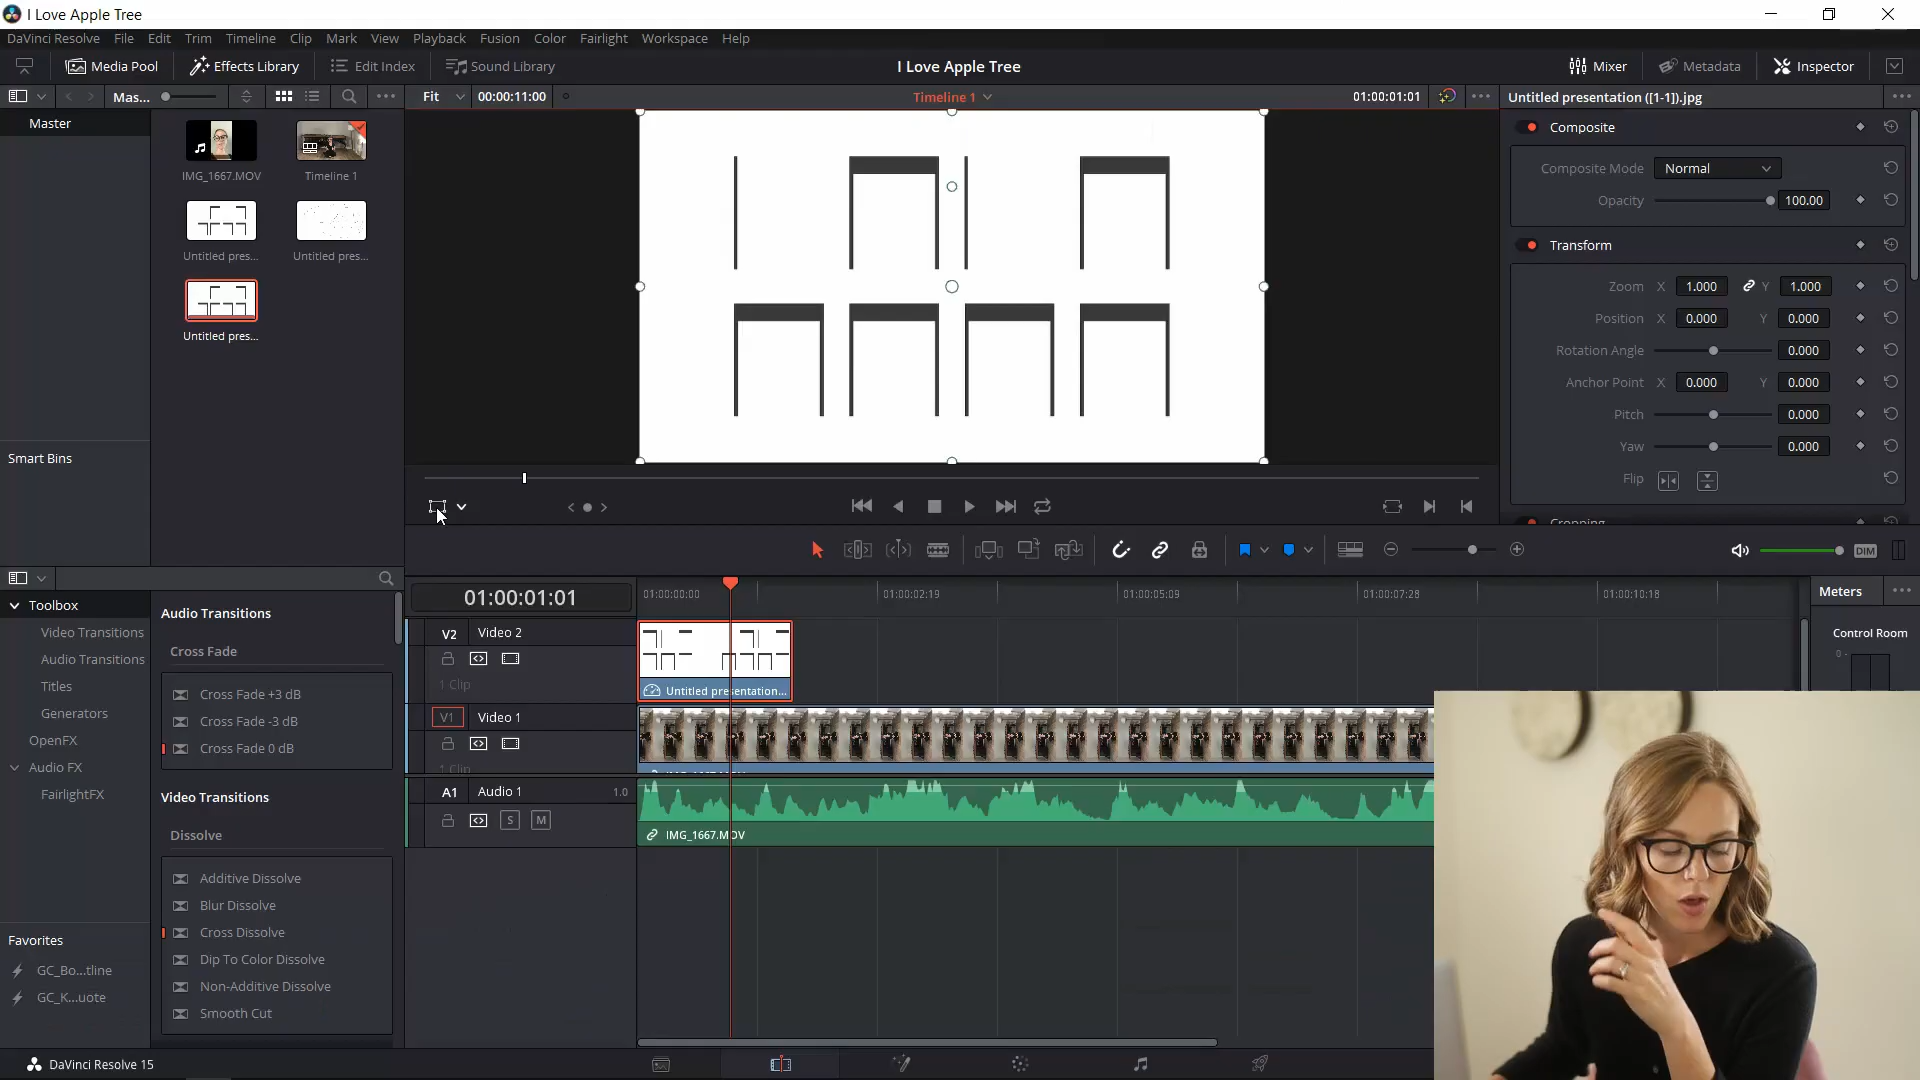 I Love Apple Tree
DaVinci Resolve File Edit Trim Timeline Clip Mark View Playback Fusion Color Fairlight Workspace Help
Media Pool Effects Library Edit Index Sound Library I Love Apple Tree Mixer Metadata Inspector
Mas... Fit 00:00:11:00 Timeline 1 01:00:01:01 Untitled presentation ([1-1]).jpg
Master
IMG_1667.MOV Timeline 1
Untitled pres... Untitled pres...
Untitled pres...
Smart Bins
Composite
Composite Mode Normal
Opacity 100.00
Transform
Zoom X 1.000 Y 1.000
Position X 0.000 Y 0.000
Rotation Angle 0.000
Anchor Point X 0.000 Y 0.000
Pitch 0.000
Yaw 0.000
Flip
Cropping
DIM
Toolbox
Video Transitions
Audio Transitions
Titles
Generators
OpenFX
Audio FX
FairlightFX
Favorites
GC_Bo...tline
GC_K...uote
Audio Transitions
Cross Fade
Cross Fade +3 dB
Cross Fade -3 dB
Cross Fade 0 dB
Video Transitions
Dissolve
Additive Dissolve
Blur Dissolve
Cross Dissolve
Dip To Color Dissolve
Non-Additive Dissolve
Smooth Cut
01:00:01:01 01:00:00:00 01:00:02:19 01:00:05:09 01:00:07:28 01:00:10:18
V2 Video 2
1 Clip
Untitled presentation...
V1 Video 1
1 Clip
IMG_1667.MOV
A1 Audio 1 1.0
S M
IMG_1667.MOV
Meters
Control Room
0
DaVinci Resolve 15